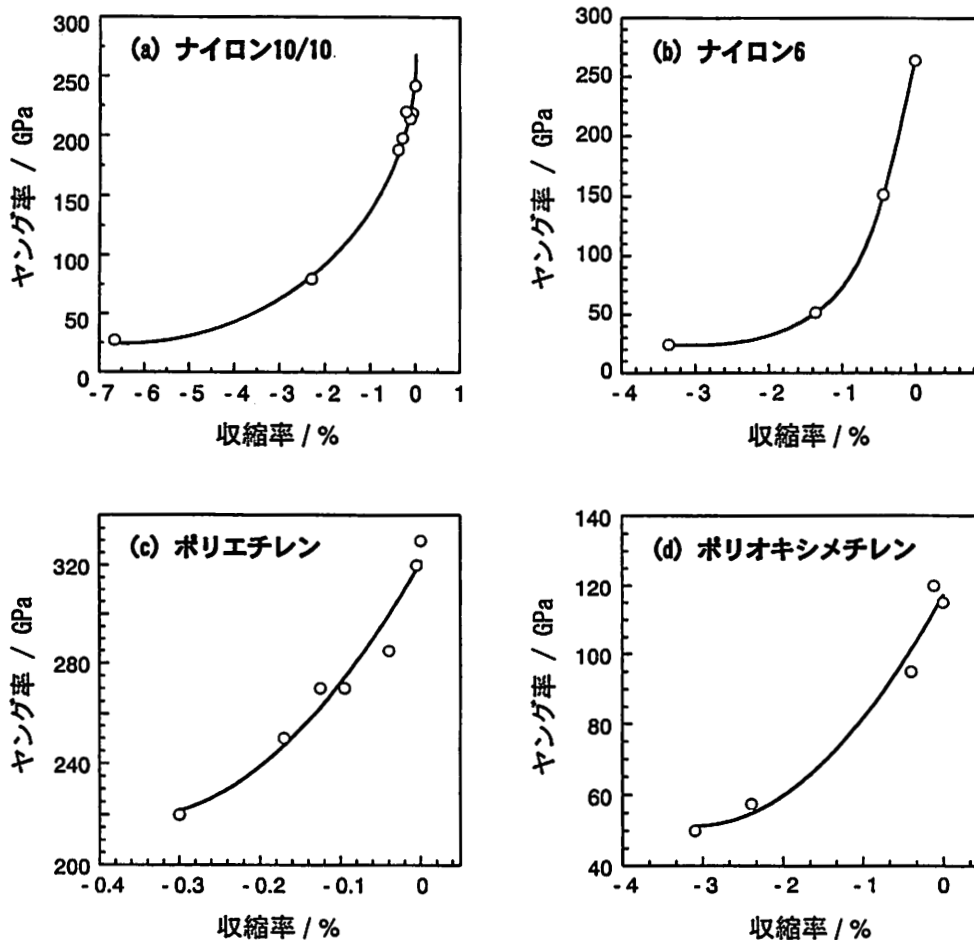 (a) ナイロン10/10
ヤング率 / GPa
300
250
200
150
100
50
0
-7 -6 -5 -4 -3 -2 -1 0 1
収縮率 / %
(b) ナイロン6
ヤング率 / GPa
300
250
200
150
100
50
0
-4 -3 -2 -1 0
収縮率 / %
(c) ポリエチレン
ヤング率 / GPa
320
280
240
200
-0.4 -0.3 -0.2 -0.1 0
収縮率 / %
(d) ポリオキシメチレン
ヤング率 / GPa
140
120
100
80
60
40
-4 -3 -2 -1 0
収縮率 / %